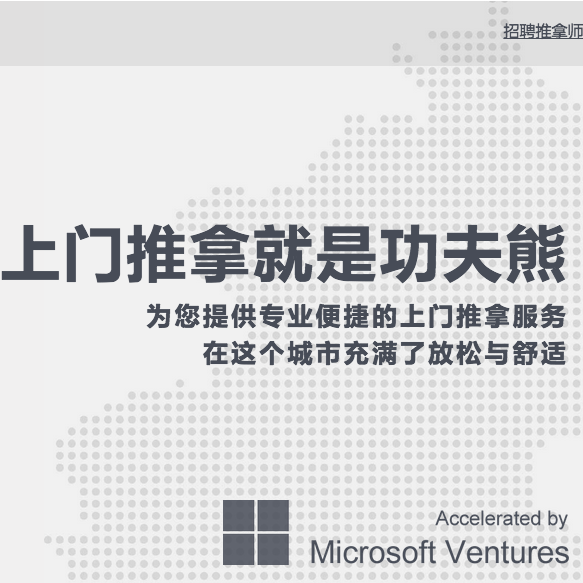 招聘推拿师
上门推拿就是功夫熊
为您提供专业便捷的上门推拿服务
在这个城市充满了放松与舒适
Accelerated by
Microsoft Ventures